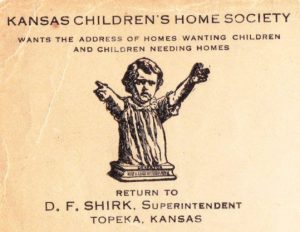 KANSAS CHILDREN'S HOME SOCIETY
WANTS THE ADDRESS OF HOMES WANTING CHILDREN
AND CHILDREN NEEDING HOMES
RETURN TO
D. F. SHIRK, SUPERINTENDENT
TOPEKA, KANSAS